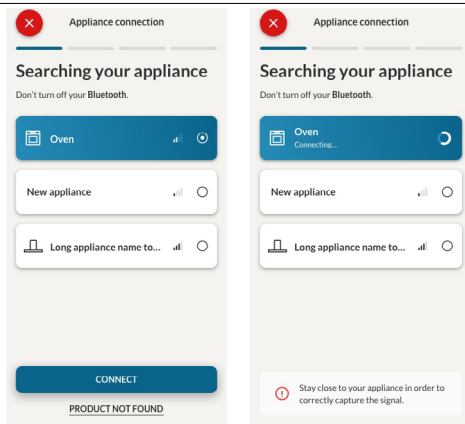 Appliance connection
Searching your appliance
Don't turn off your Bluetooth.
Oven
New appliance
Long appliance name to...
CONNECT
PRODUCT NOT FOUND
Appliance connection
Searching your appliance
Don't turn off your Bluetooth.
Oven
Connecting...
New appliance
Long appliance name to...
Stay close to your appliance in order to
correctly capture the signal.